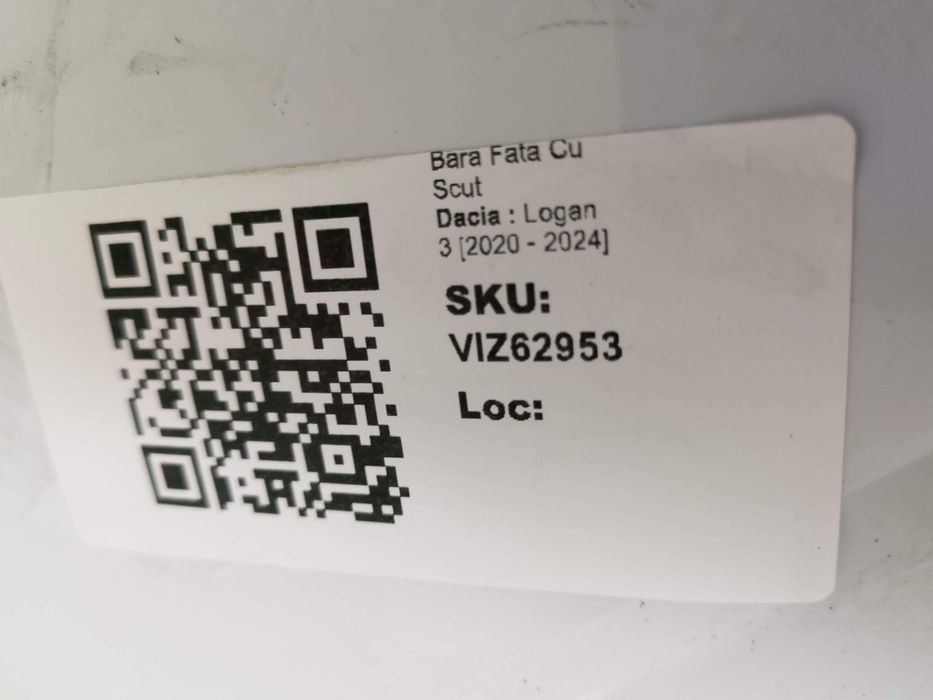 Bara Fata Cu
Scut
Dacia : Logan
3 [2020 - 2024]
SKU:
VIZ62953
Loc: